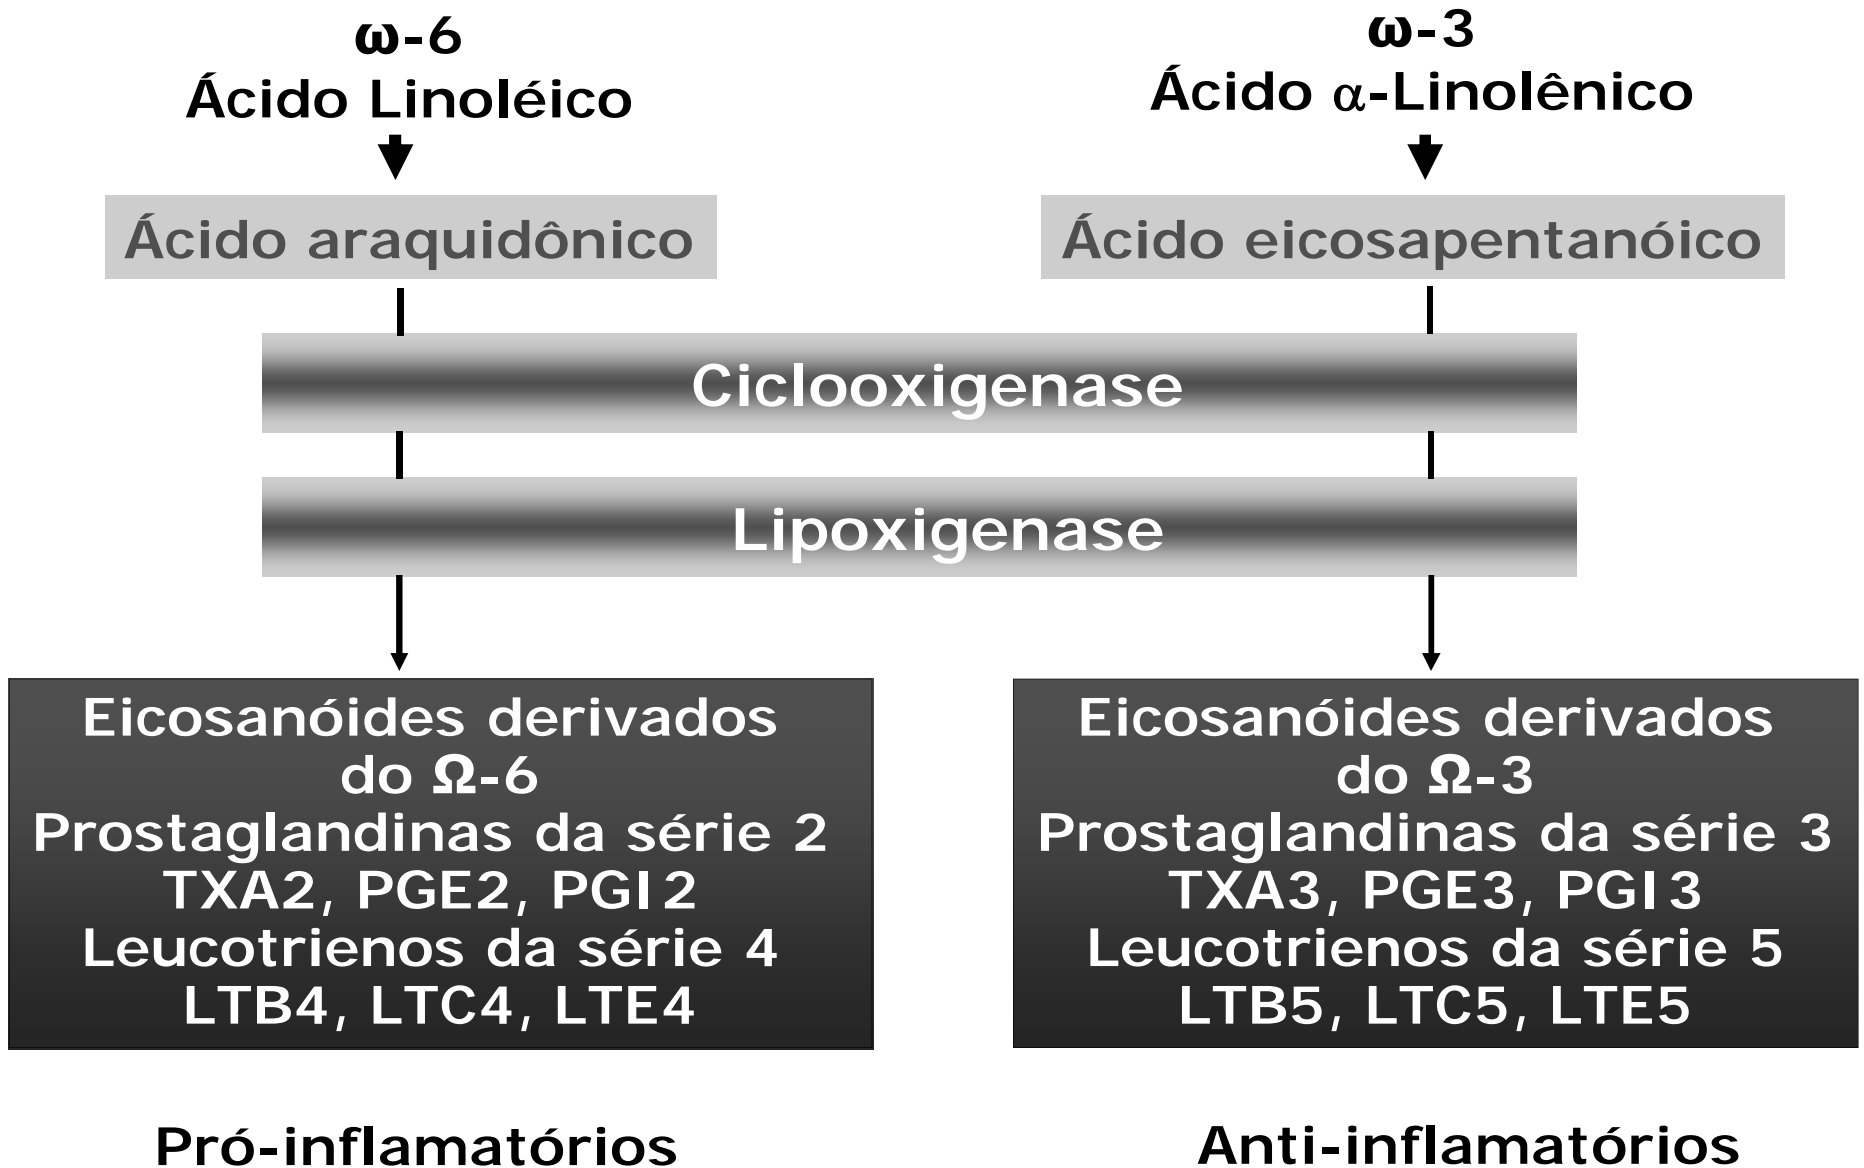 ω-6
Ácido Linoléico
Ácido araquidônico
ω-3
Ácido α-Linolênico
Ácido eicosapentanóico
Ciclooxigenase
Lipoxigenase
Eicosanóides derivados
do Ω-6
Prostaglandinas da série 2
TXA2, PGE2, PGI2
Leucotrienos da série 4
LTB4, LTC4, LTE4
Pró-inflamatórios
Eicosanóides derivados
do Ω-3
Prostaglandinas da série 3
TXA3, PGE3, PGI3
Leucotrienos da série 5
LTB5, LTC5, LTE5
Anti-inflamatórios